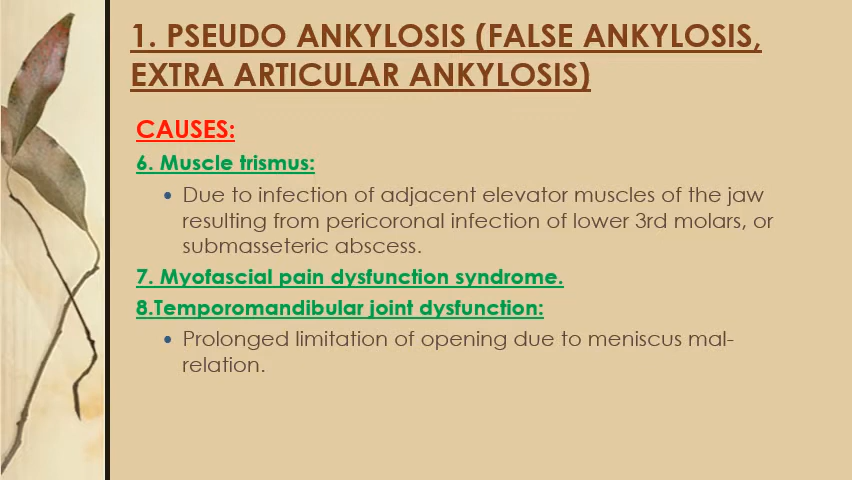 1. PSEUDO ANKYLOSIS (FALSE ANKYLOSIS,
EXTRA ARTICULAR ANKYLOSIS)
CAUSES:
6. Muscle trismus:
• Due to infection of adjacent elevator muscles of the jaw
resulting from pericoronal infection of lower 3rd molars, or
submasseteric abscess.
7. Myofascial pain dysfunction syndrome.
8.Temporomandibular joint dysfunction:
• Prolonged limitation of opening due to meniscus mal-
relation.